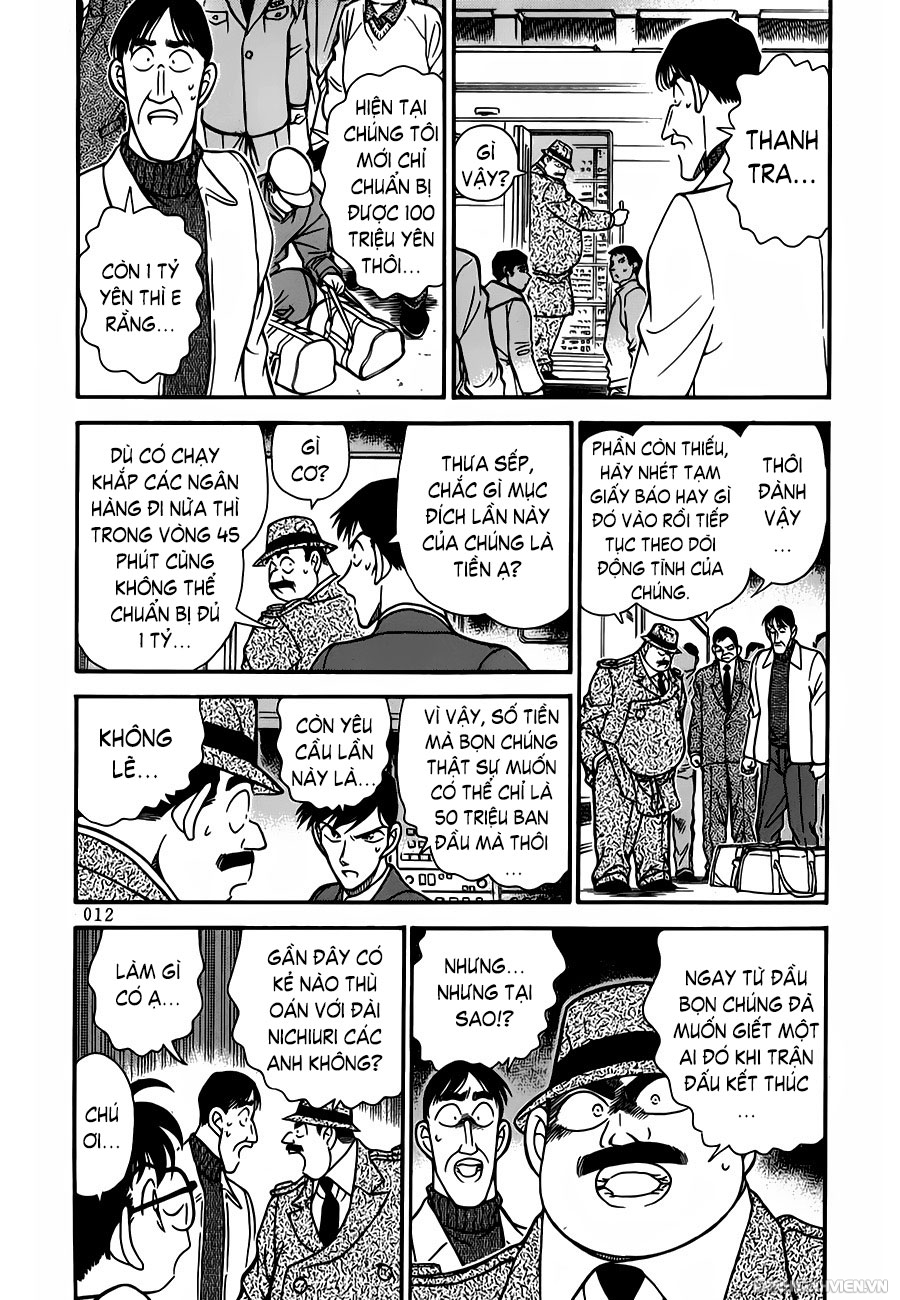 THANH
TRA...
GÌ
VẬY?
HIỆN TẠI
CHÚNG TÔI
MỚI CHỈ
CHUẨN BỊ
ĐƯỢC 100
TRIỆU YÊN
THÔI...
CÒN 1 TỶ
YÊN THÌ E
RẰNG...
THÔI
ĐÀNH
VẬY
...
PHẦN CÒN THIẾU,
HÃY NHÉT TẠM
GIẤY BÁO HAY GÌ
ĐÓ VÀO RỒI TIẾP
TỤC THEO DÕI
ĐỘNG TĨNH CỦA
CHÚNG.
THƯA SẾP,
CHẮC GÌ MỤC
ĐÍCH LẦN NÀY
CỦA CHÚNG LÀ
TIỀN Ạ?
GÌ
CƠ?
DÙ CÓ CHẠY
KHẮP CÁC NGÂN
HÀNG ĐI NỮA THÌ
TRONG VÒNG 45
PHÚT CŨNG
KHÔNG THỂ
CHUẨN BỊ ĐỦ
1 TỶ...
VÌ VẬY, SỐ TIỀN
MÀ BỌN CHÚNG
THẬT SỰ MUỐN
CÓ THỂ CHỈ LÀ
50 TRIỆU BAN
ĐẦU MÀ THÔI
...
CÒN YÊU
CẦU LẦN
NÀY LÀ...
KHÔNG
LẼ...
012
NGAY TỪ ĐẦU
BỌN CHÚNG ĐÃ
MUỐN GIẾT MỘT
AI ĐÓ KHI TRẬN
ĐẤU KẾT THÚC
...
NHƯNG...
NHƯNG TẠI
SAO!?
GẦN ĐÂY CÓ
KẺ NÀO THÙ
OÁN VỚI ĐÀI
NICHIURI CÁC
ANH KHÔNG?
LÀM GÌ
CÓ Ạ...
CHÚ
ƠI...